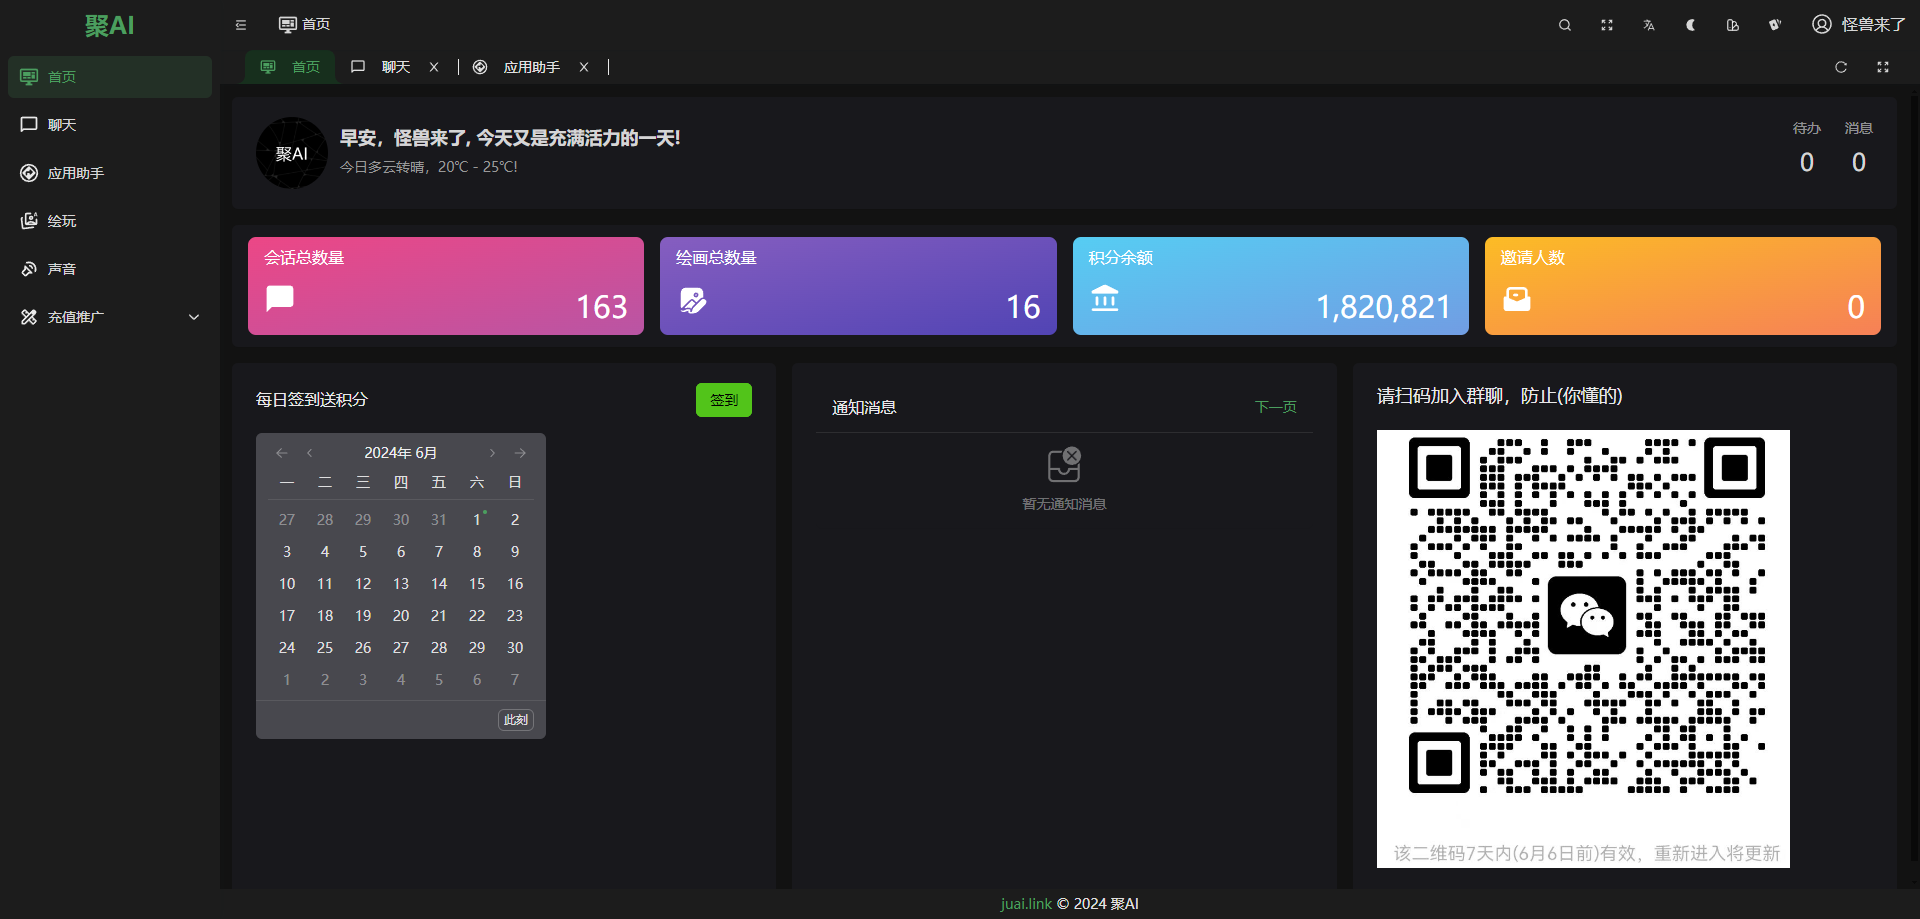 聚AI
首页
怪兽来了
首页
聊天
应用助手
首页
聊天
应用助手
绘玩
声音
充值推广
聚AI
早安，怪兽来了, 今天又是充满活力的一天!
今日多云转晴，20℃ - 25℃!
待办
0
消息
0
会话总数量
163
绘画总数量
16
积分余额
1,820,821
邀请人数
0
每日签到送积分
签到
2024年 6月
一 二 三 四 五 六 日
27 28 29 30 31 1 2
3 4 5 6 7 8 9
10 11 12 13 14 15 16
17 18 19 20 21 22 23
24 25 26 27 28 29 30
1 2 3 4 5 6 7
此刻
通知消息
下一页
暂无通知消息
请扫码加入群聊，防止(你懂的)
该二维码7天内(6月6日前)有效，重新进入将更新
juai.link © 2024 聚AI